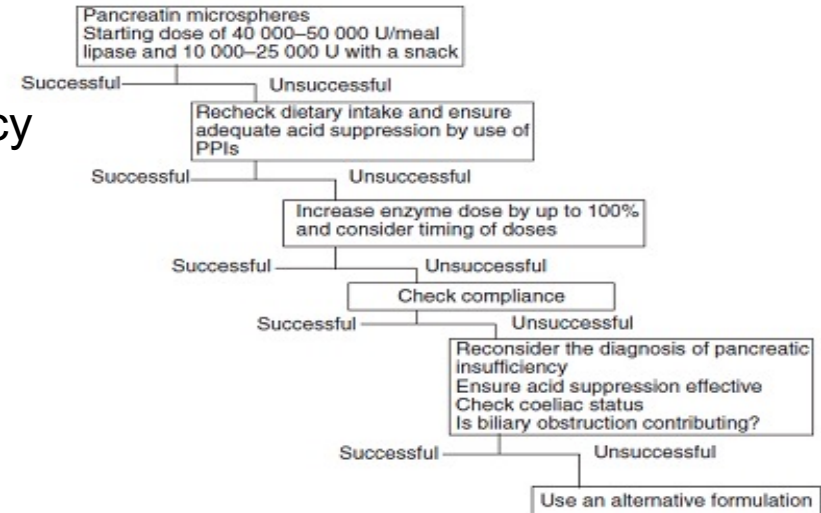 Pancreatin microspheres
Starting dose of 40 000–50 000 U/meal
lipase and 10 000–25 000 U with a snack
Successful Unsuccessful
cy
Recheck dietary intake and ensure
adequate acid suppression by use of
PPIs
Successful Unsuccessful
Increase enzyme dose by up to 100%
and consider timing of doses
Successful Unsuccessful
Check compliance
Successful Unsuccessful
Reconsider the diagnosis of pancreatic
insufficiency
Ensure acid suppression effective
Check coeliac status
Is biliary obstruction contributing?
Successful Unsuccessful
Use an alternative formulation